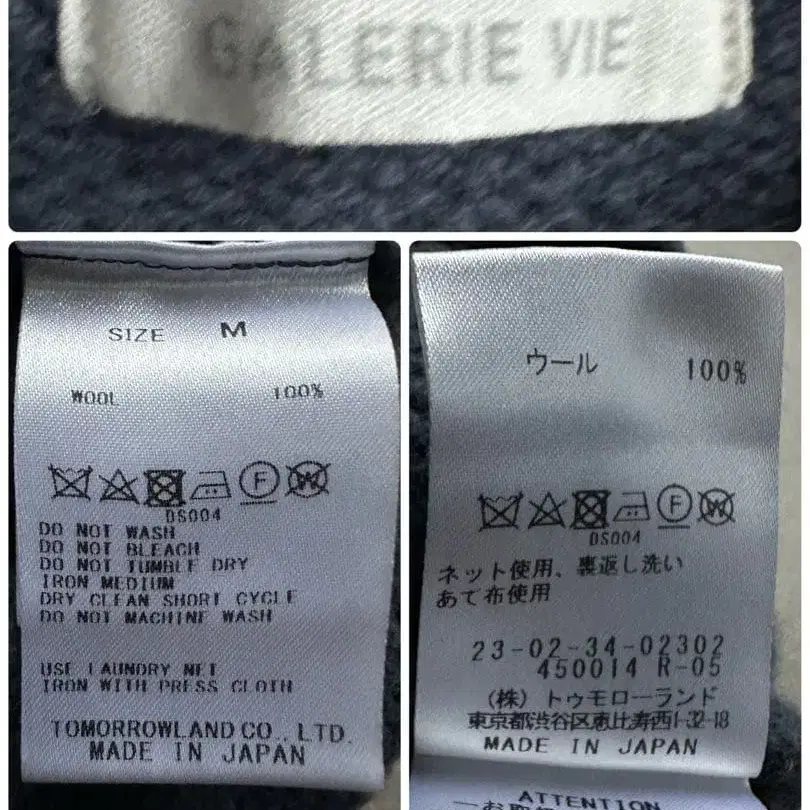 GALERIE VIE
SIZE M
WOOL 100%
DS004
DO NOT WASH
DO NOT BLEACH
DO NOT TUMBLE DRY
IRON MEDIUM
DRY CLEAN SHORT CYCLE
DO NOT MACHINE WASH
USE LAUNDRY NET
IRON WITH PRESS CLOTH
TOMORROWLAND CO., LTD.
MADE IN JAPAN
ウール 100%
DS004
ネット使用、裏返し洗い
あて布使用
23-02-34-02302
450014 R-05
(株) トゥモローランド
東京都渋谷区恵比寿西1-32-18
MADE IN JAPAN
ATTENTION